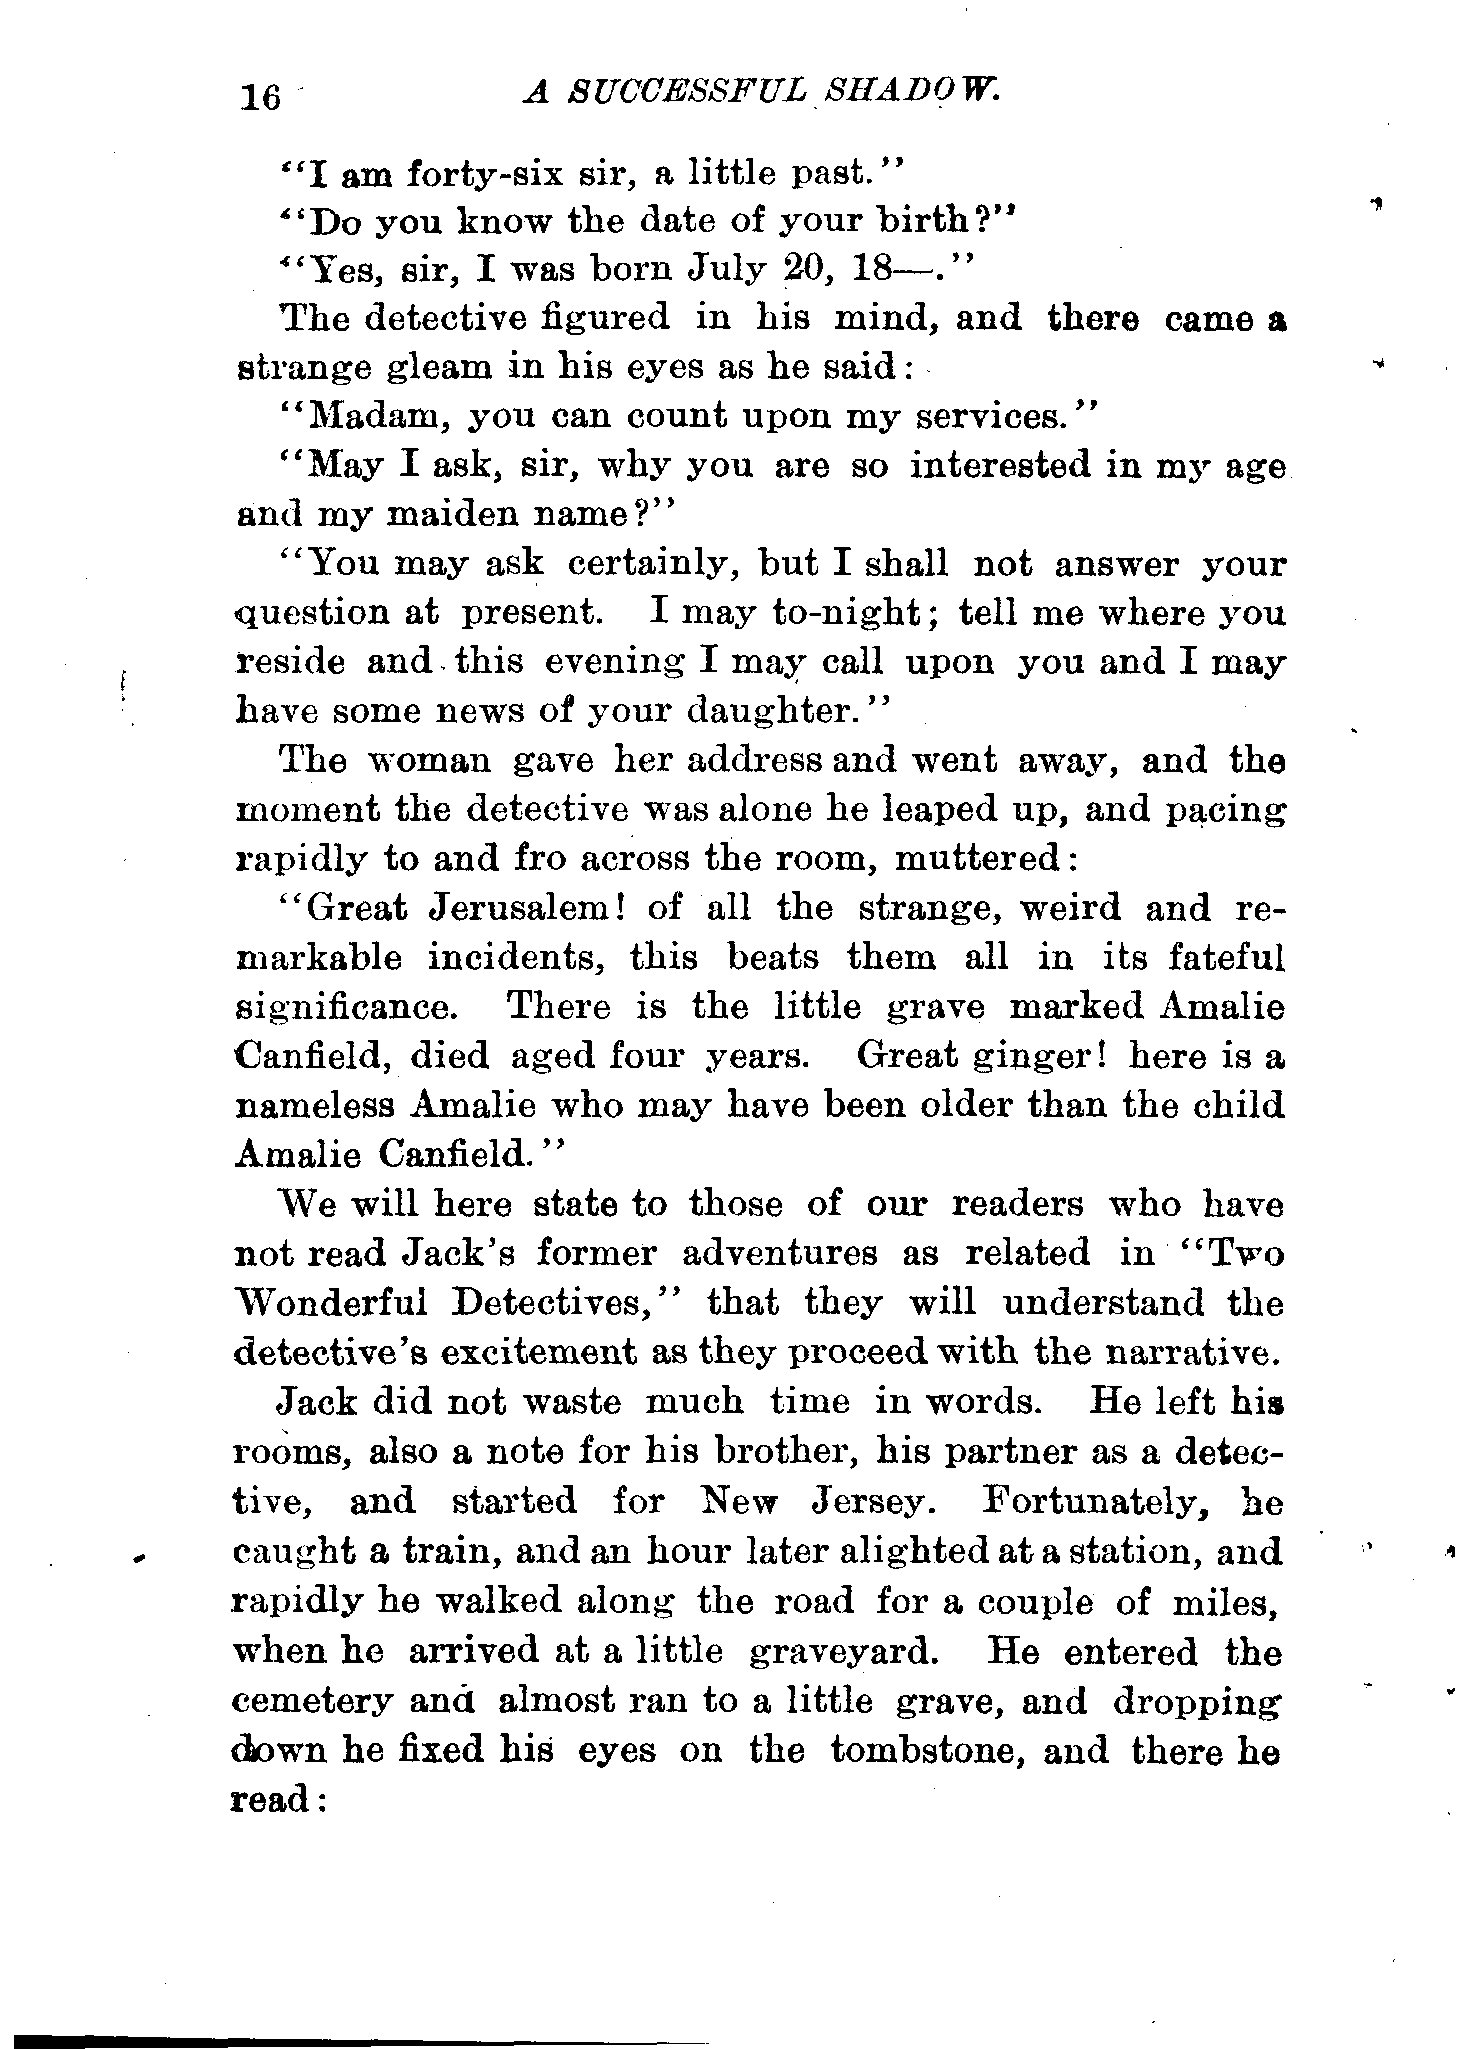 16 A SUCCESSFUL SHADOW.
"I am forty-six sir, a little past."
"Do you know the date of your birth?"
"Yes, sir, I was born July 20, 18—."
The detective figured in his mind, and there came a
strange gleam in his eyes as he said:
"Madam, you can count upon my services."
"May I ask, sir, why you are so interested in my age
and my maiden name?"
"You may ask certainly, but I shall not answer your
question at present. I may to-night; tell me where you
reside and this evening I may call upon you and I may
have some news of your daughter."
The woman gave her address and went away, and the
moment the detective was alone he leaped up, and pacing
rapidly to and fro across the room, muttered:
"Great Jerusalem! of all the strange, weird and re-
markable incidents, this beats them all in its fateful
significance. There is the little grave marked Amalie
Canfield, died aged four years. Great ginger! here is a
nameless Amalie who may have been older than the child
Amalie Canfield."
We will here state to those of our readers who have
not read Jack's former adventures as related in "Two
Wonderful Detectives," that they will understand the
detective's excitement as they proceed with the narrative.
Jack did not waste much time in words. He left his
rooms, also a note for his brother, his partner as a detec-
tive, and started for New Jersey. Fortunately, he
caught a train, and an hour later alighted at a station, and
rapidly he walked along the road for a couple of miles,
when he arrived at a little graveyard. He entered the
cemetery and almost ran to a little grave, and dropping
down he fixed his eyes on the tombstone, and there he
read: